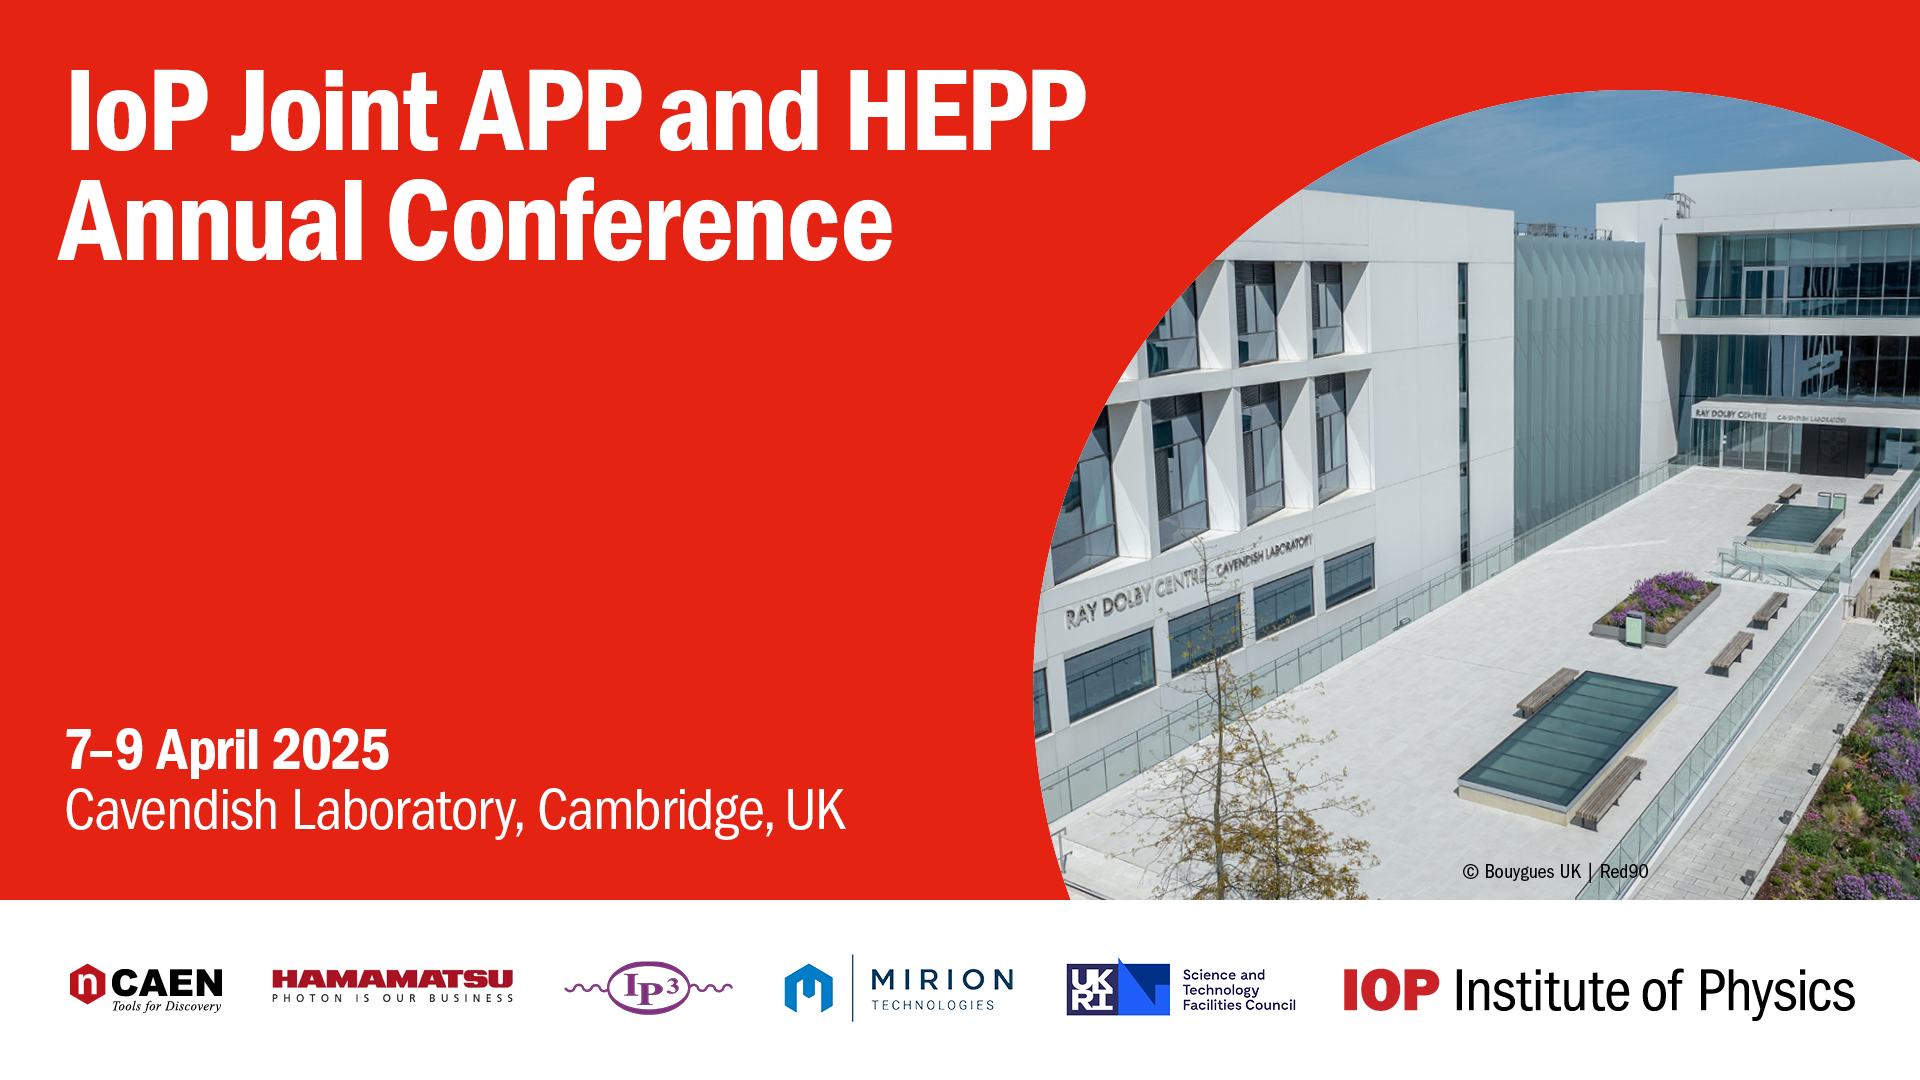 IoP Joint APP and HEPP
Annual Conference
RAY DOLBY CENTRE CAVENDISH LABORATORY
RAY DOLBY CENTRE CAVENDISH LABORATORY
7–9 April 2025
Cavendish Laboratory, Cambridge, UK
© Bouygues UK | Red90
n CAEN
Tools for Discovery
HAMAMATSU
PHOTON IS OUR BUSINESS
IP3
MIRION
TECHNOLOGIES
UKRI
Science and
Technology
Facilities Council
IOP Institute of Physics